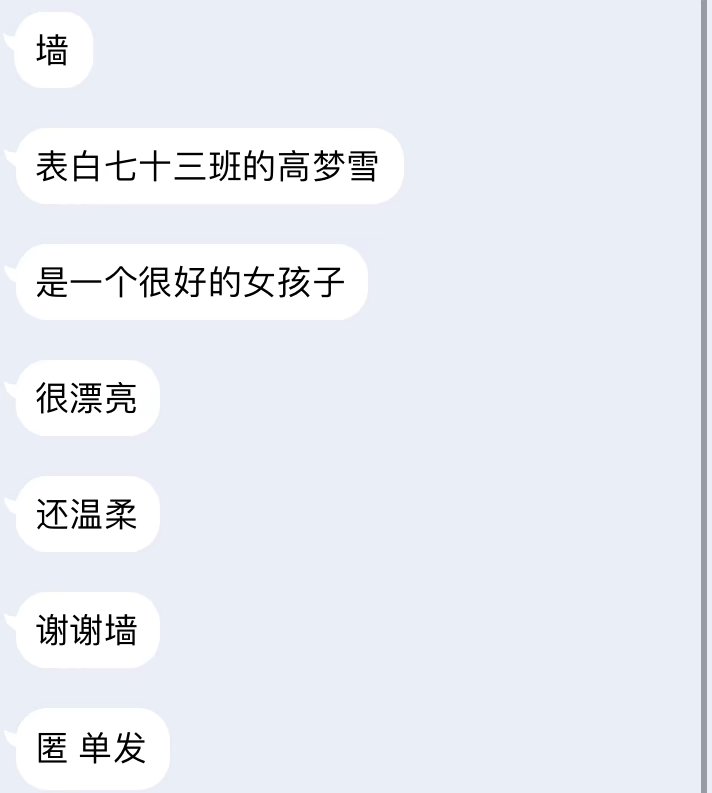 墙
表白七十三班的高梦雪
是一个很好的女孩子
很漂亮
还温柔
谢谢墙
匿 单发